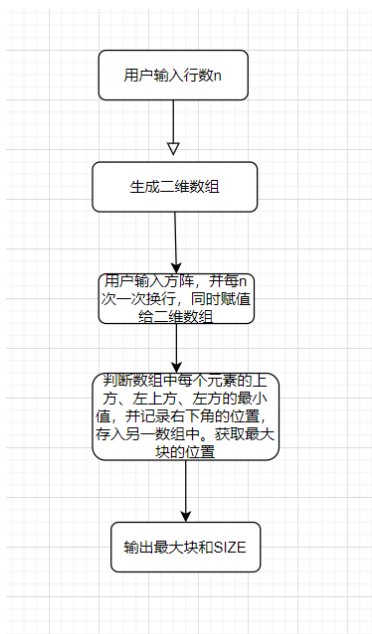 用户输入行数n
生成二维数组
用户输入方阵，并每n
次一次换行，同时赋值
给二维数组
判断数组中每个元素的上
方、左上方、左方的最小
值，并记录右下角的位置，
存入另一数组中。获取最大
块的位置
输出最大块和SIZE